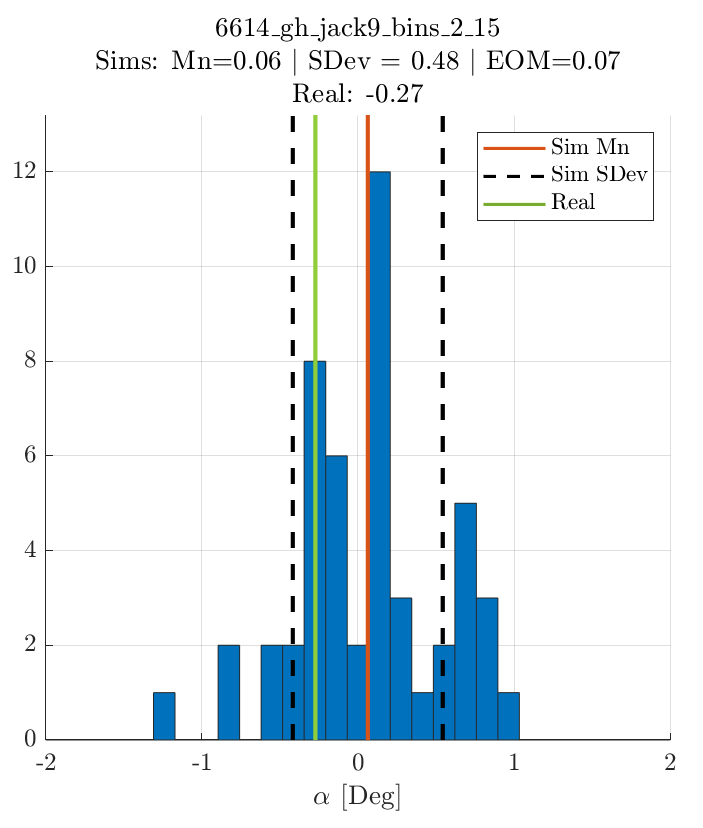 6614_gh_jack9_bins_2_15
Sims: Mn=0.06 | SDev = 0.48 | EOM=0.07
Real: -0.27
Sim Mn
Sim SDev
Real
12
10
8
6
4
2
0
-2
-1
0
1
2
α [Deg]